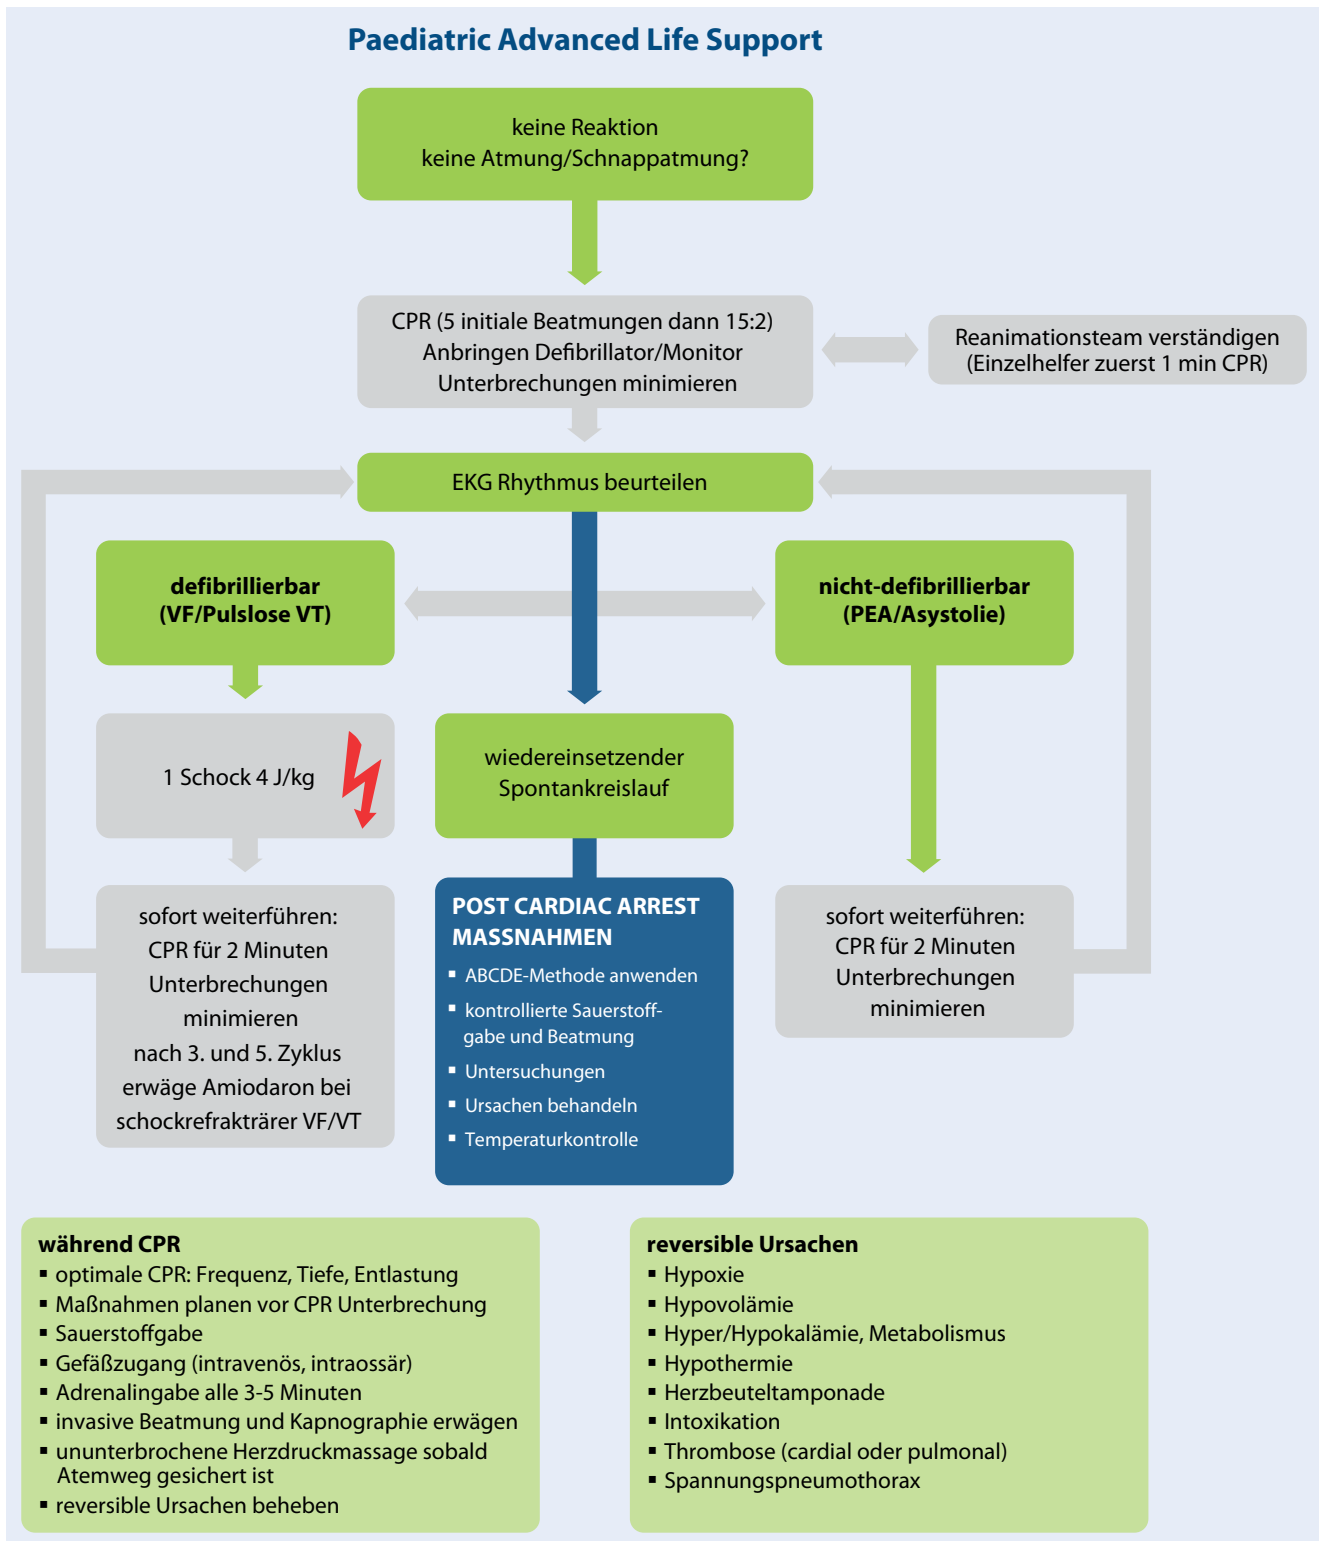 Paediatric Advanced Life Support
keine Reaktion
keine Atmung/Schnappatmung?
CPR (5 initiale Beatmungen dann 15:2)
Anbringen Defibrillator/Monitor
Unterbrechungen minimieren
Reanimationsteam verständigen
(Einzelhelfer zuerst 1 min CPR)
EKG Rhythmus beurteilen
defibrillierbar
(VF/Pulslose VT)
nicht-defibrillierbar
(PEA/Asystolie)
1 Schock 4 J/kg
wiedereinsetzender
Spontankreislauf
sofort weiterführen:
CPR für 2 Minuten
Unterbrechungen
minimieren
nach 3. und 5. Zyklus
erwäge Amiodaron bei
schockrefraktärer VF/VT
POST CARDIAC ARREST
MASSNAHMEN
▪ ABCDE-Methode anwenden
▪ kontrollierte Sauerstoff-
gabe und Beatmung
▪ Untersuchungen
▪ Ursachen behandeln
▪ Temperaturkontrolle
sofort weiterführen:
CPR für 2 Minuten
Unterbrechungen
minimieren
während CPR
▪ optimale CPR: Frequenz, Tiefe, Entlastung
▪ Maßnahmen planen vor CPR Unterbrechung
▪ Sauerstoffgabe
▪ Gefäßzugang (intravenös, intraossär)
▪ Adrenalingabe alle 3-5 Minuten
▪ invasive Beatmung und Kapnographie erwägen
▪ ununterbrochene Herzdruckmassage sobald
Atemweg gesichert ist
▪ reversible Ursachen beheben
reversible Ursachen
▪ Hypoxie
▪ Hypovolämie
▪ Hyper/Hypokalämie, Metabolismus
▪ Hypothermie
▪ Herzbeuteltamponade
▪ Intoxikation
▪ Thrombose (cardial oder pulmonal)
▪ Spannungspneumothorax